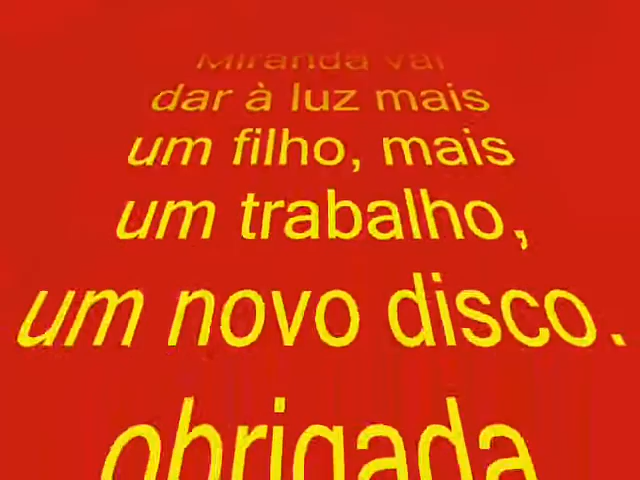 Miranda vai
dar à luz mais
um filho, mais
um trabalho,
um novo disco.
obrigada